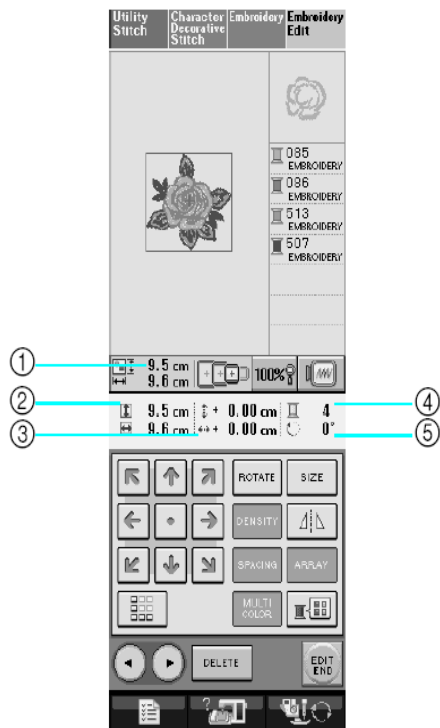 Utility Stitch
Character Decorative Stitch
Embroidery
Embroidery Edit
085
EMBROIDERY
086
EMBROIDERY
513
EMBROIDERY
507
EMBROIDERY
① 9.5 cm
9.6 cm
100%
② 9.5 cm + 0.00 cm 4 ④
③ 9.6 cm + 0.00 cm 0° ⑤
ROTATE SIZE
DENSITY
SPACING ARRAY
MULTI COLOR
DELETE
EDIT END